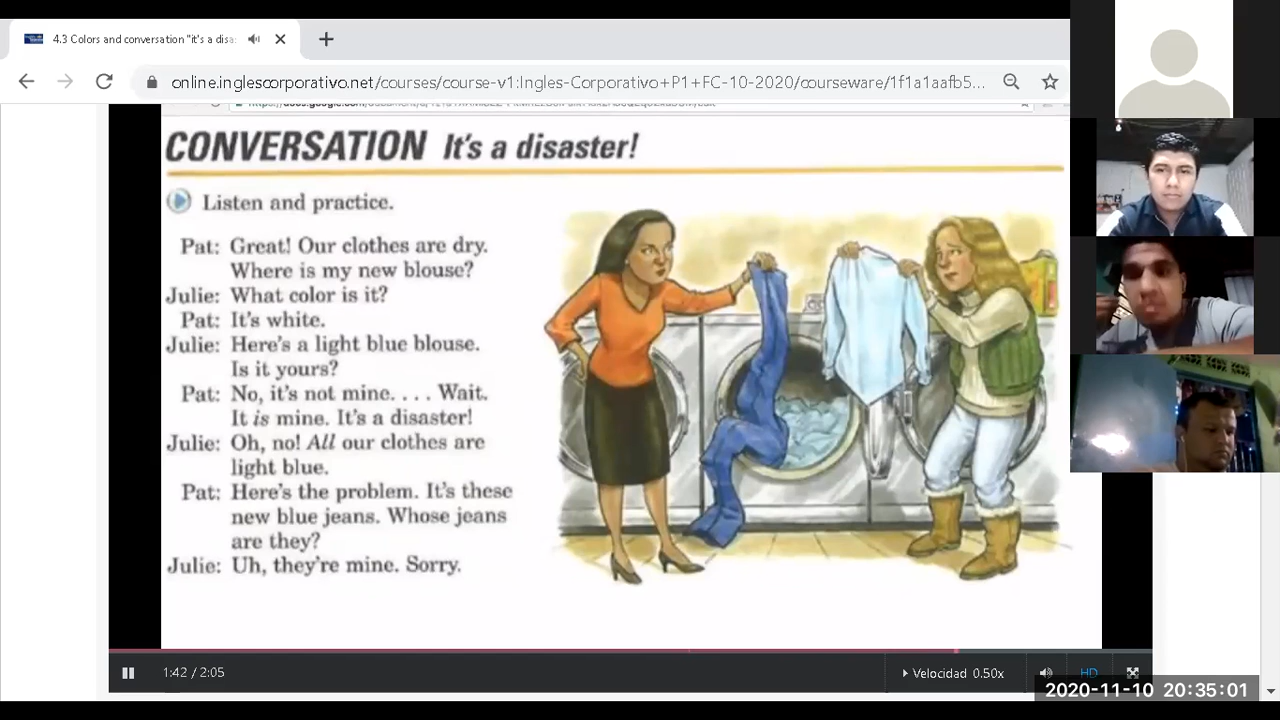 4.3 Colors and conversation "it's a disa
online.inglescorporativo.net/courses/course-v1:Ingles-Corporativo+P1+FC-10-2020/courseware/1f1a1aafb5...
CONVERSATION It's a disaster!
Listen and practice.
Pat: Great! Our clothes are dry.
Where is my new blouse?
Julie: What color is it?
Pat: It's white.
Julie: Here's a light blue blouse.
Is it yours?
Pat: No, it's not mine. . . . Wait.
It is mine. It's a disaster!
Julie: Oh, no! All our clothes are
light blue.
Pat: Here's the problem. It's these
new blue jeans. Whose jeans
are they?
Julie: Uh, they're mine. Sorry.
1:42 / 2:05
Velocidad 0.50x
HD
2020-11-10 20:35:01